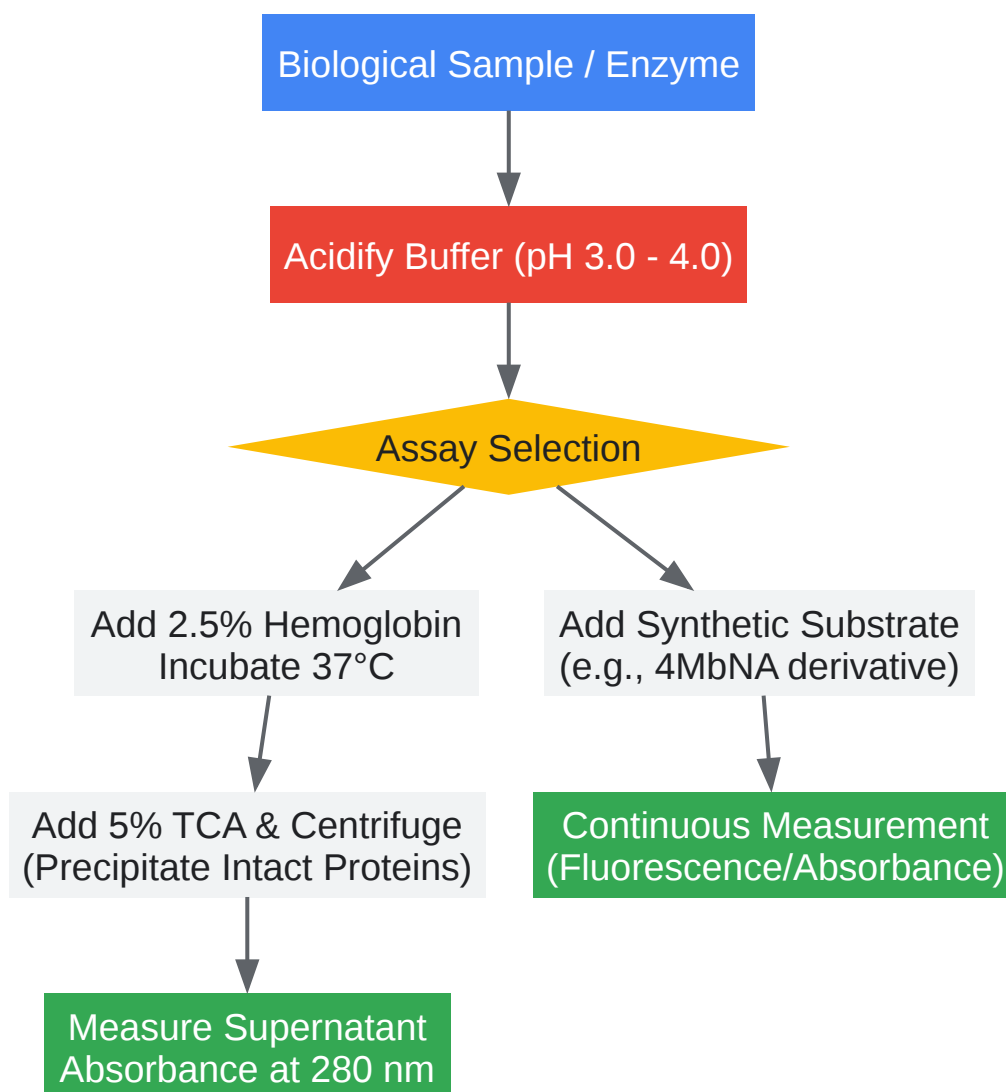 Biological Sample / Enzyme
Acidify Buffer (pH 3.0 - 4.0)
Assay Selection
Add 2.5% Hemoglobin
Incubate 37°C
Add Synthetic Substrate
(e.g., 4MbNA derivative)
Add 5% TCA & Centrifuge
(Precipitate Intact Proteins)
Continuous Measurement
(Fluorescence/Absorbance)
Measure Supernatant
Absorbance at 280 nm